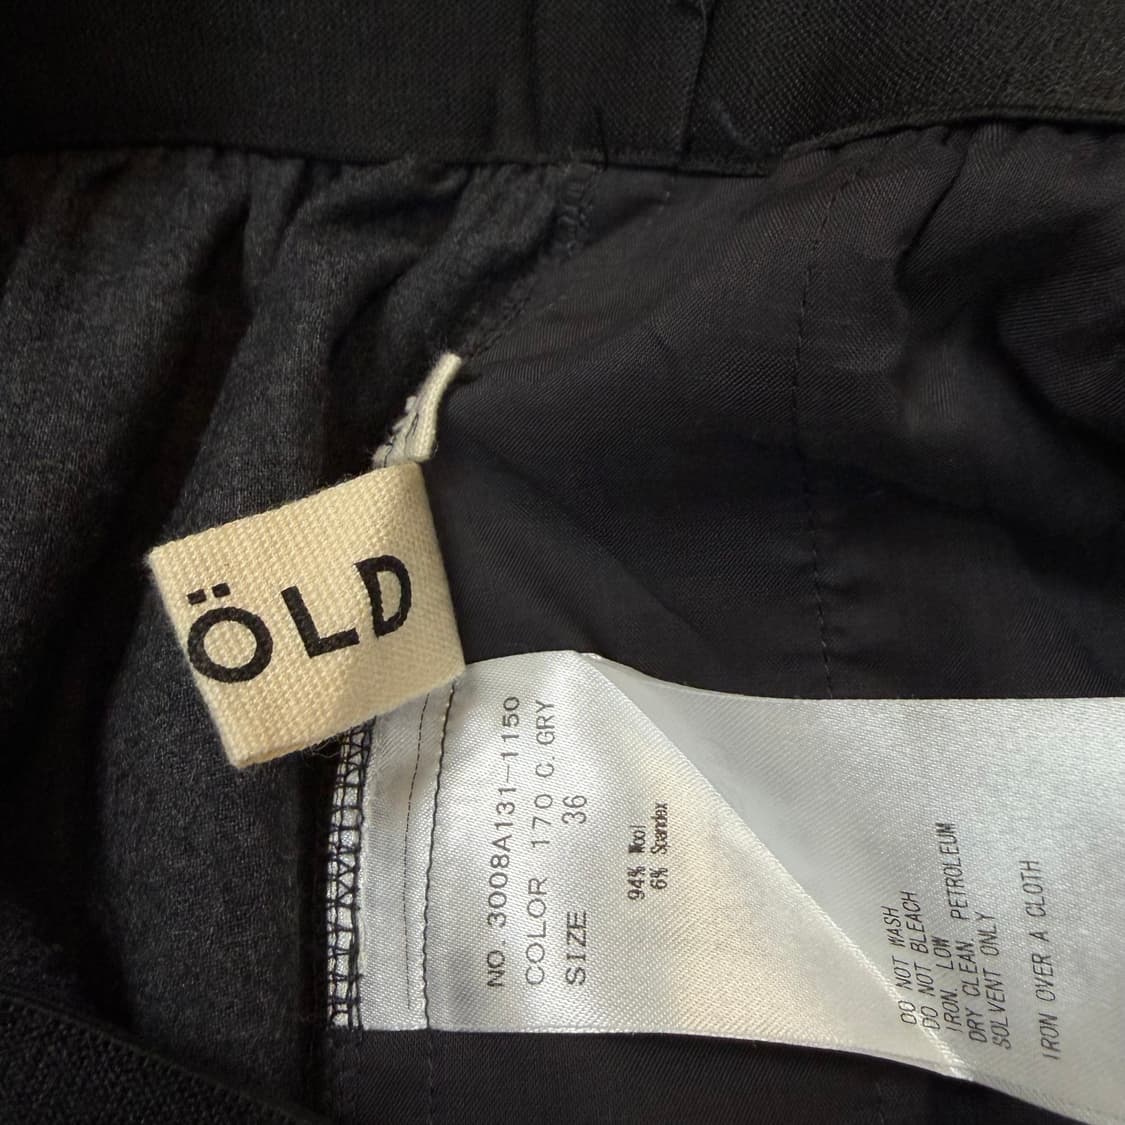 ÖLD
NO. 3008A131-1150
COLOR 170 C. GRY
SIZE 36
94% Wool
6% Spandex
DO NOT WASH
DO NOT BLEACH
IRON. LOW
DRY CLEAN PETROLEUM
SOLVENT ONLY
IRON OVER A CLOTH